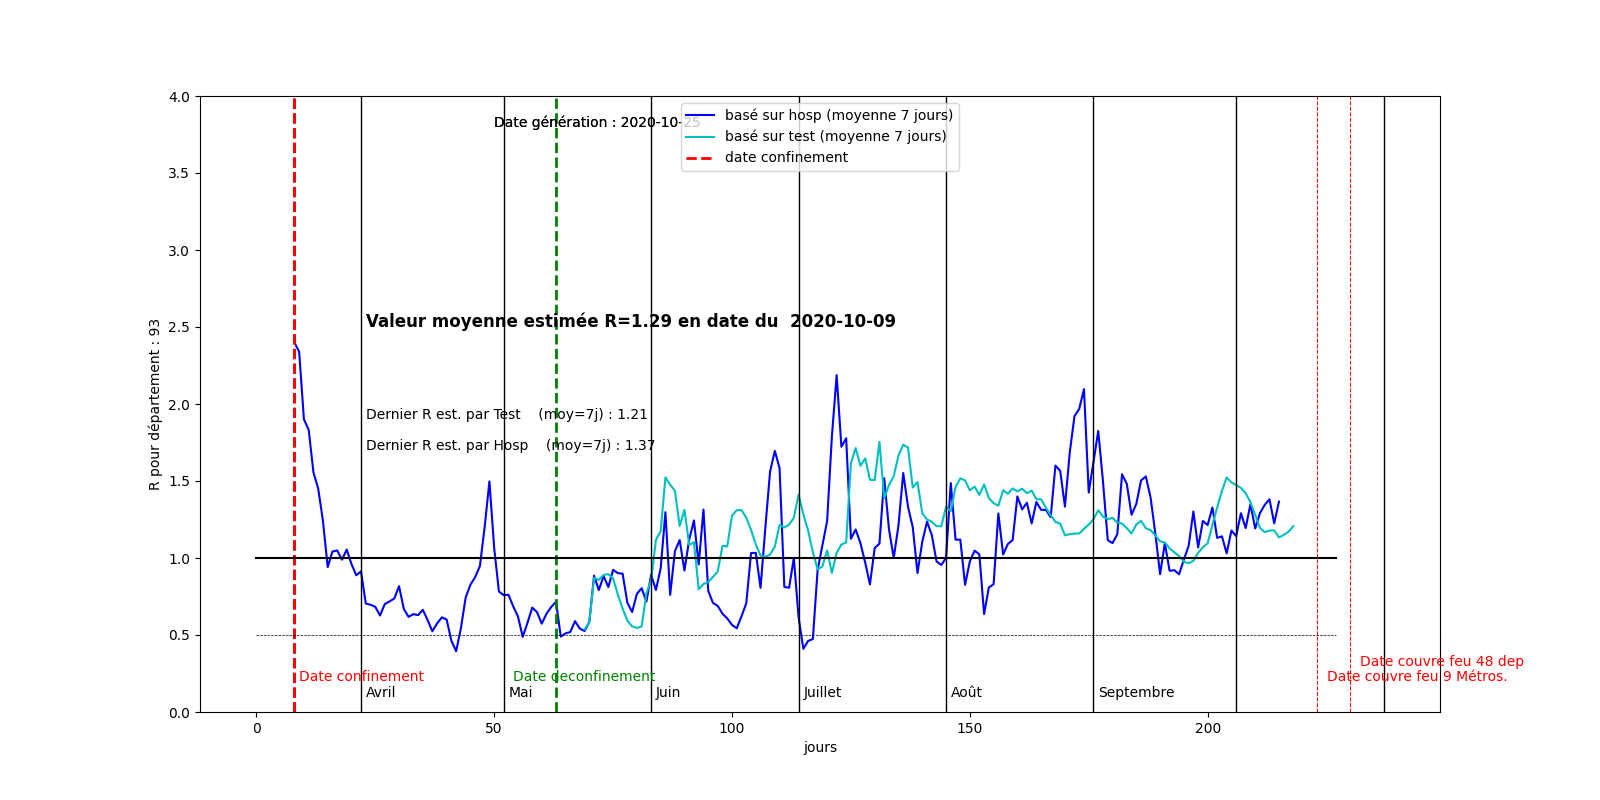 4.0
Date génération : 2020-10-25
basé sur hosp (moyenne 7 jours)
basé sur test (moyenne 7 jours)
date confinement
3.5
3.0
2.5
Valeur moyenne estimée R=1.29 en date du  2020-10-09
2.0
Dernier R est. par Test    (moy=7j) : 1.21
Dernier R est. par Hosp    (moy=7j) : 1.37
R pour département : 93
1.5
1.0
0.5
Date couvre feu 48 dep
Date confinement
Date deconfinement
Date couvre feu 9 Métros.
Avril
Mai
Juin
Juillet
Août
Septembre
0.0
0
50
100
150
200
jours